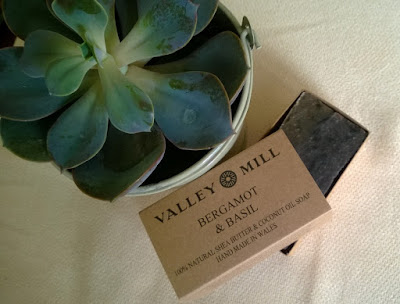 VALLEY MILL
BERGAMOT
& BASIL
100% NATURAL SHEA BUTTER & COCONUT OIL SOAP
HAND MADE IN WALES